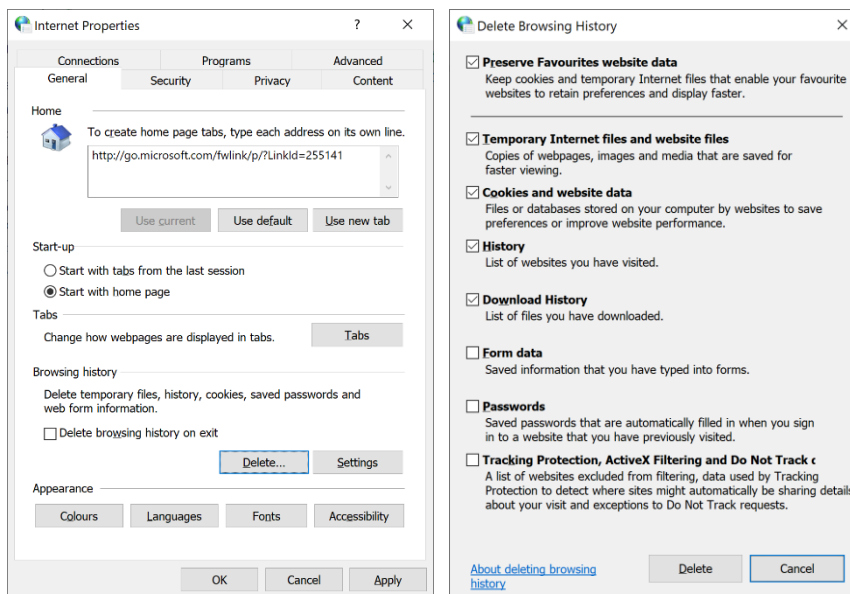 Internet Properties
?
Connections Programs Advanced
General Security Privacy Content
Home
To create home page tabs, type each address on its own line.
http://go.microsoft.com/fwlink/p/?LinkId=255141
Use current Use default Use new tab
Start-up
Start with tabs from the last session
Start with home page
Tabs
Change how webpages are displayed in tabs. Tabs
Browsing history
Delete temporary files, history, cookies, saved passwords and
web form information.
Delete browsing history on exit
Delete... Settings
Appearance
Colours Languages Fonts Accessibility
OK Cancel Apply
Delete Browsing History
Preserve Favourites website data
Keep cookies and temporary Internet files that enable your favourite
websites to retain preferences and display faster.
Temporary Internet files and website files
Copies of webpages, images and media that are saved for
faster viewing.
Cookies and website data
Files or databases stored on your computer by websites to save
preferences or improve website performance.
History
List of websites you have visited.
Download History
List of files you have downloaded.
Form data
Saved information that you have typed into forms.
Passwords
Saved passwords that are automatically filled in when you sign
in to a website that you have previously visited.
Tracking Protection, ActiveX Filtering and Do Not Track
A list of websites excluded from filtering, data used by Tracking
Protection to detect where sites might automatically be sharing details
about your visit and exceptions to Do Not Track requests.
About deleting browsing
history
Delete Cancel